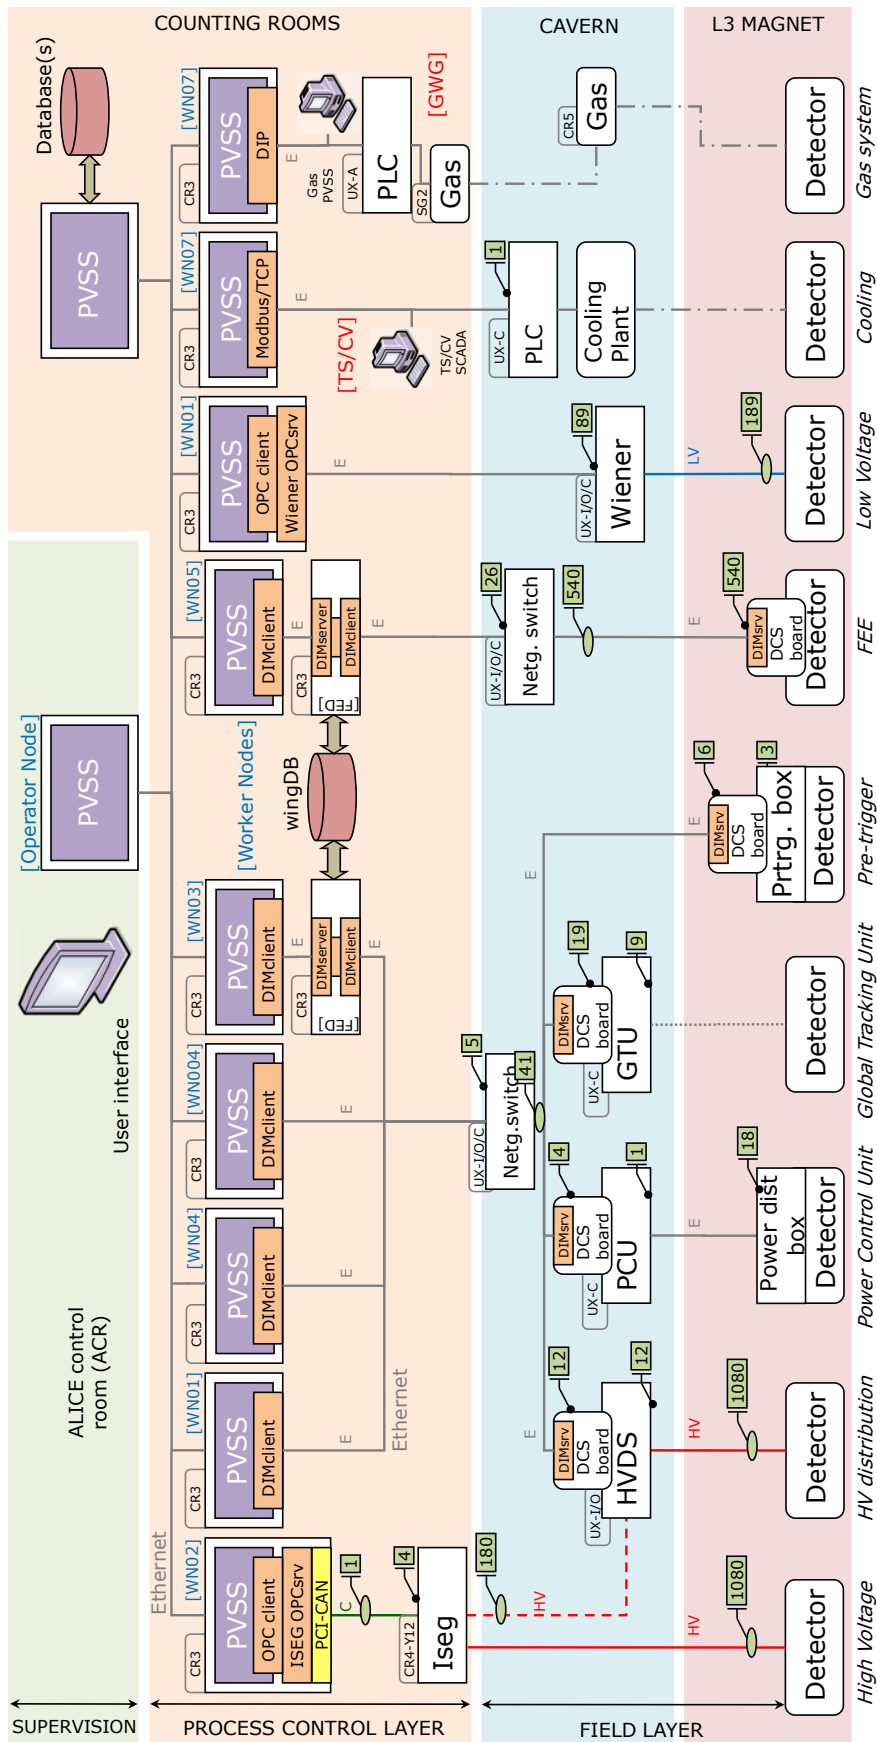 COUNTING ROOMS
CAVERN
L3 MAGNET
SUPERVISION
PROCESS CONTROL LAYER
FIELD LAYER
ALICE control
room (ACR)
User interface
[Operator Node]
PVSS
PVSS
Database(s)
Ethernet
[Worker Nodes]
Ethernet
wingDB
[WN02]
CR3
PVSS
OPC client
ISEG OPCsrv
PCI-CAN
C
1
4
CR4-Y12
Iseg
180
HV
HV
1080
Detector
High Voltage
[WN01]
CR3
PVSS
DIMclient
E
E
12
DIMsrv
DCS
board
UX-I/O
HVDS
12
HV
1080
Detector
HV distribution
[WN04]
CR3
PVSS
DIMclient
E
4
DIMsrv
DCS
board
UX-C
PCU
1
E
18
Power dist
box
Detector
Power Control Unit
[WN004]
CR3
PVSS
DIMclient
E
5
UX-I/O/C
Netg.switch
41
19
DIMsrv
DCS
board
UX-C
GTU
9
Detector
Global Tracking Unit
[WN03]
CR3
PVSS
DIMclient
E
CR3
DIMserver
DIMclient
[FED]
E
E
E
6
DIMsrv
DCS
board
3
Prtrg. box
Detector
Pre-trigger
[WN05]
CR3
PVSS
DIMclient
E
CR3
DIMserver
DIMclient
[FED]
E
26
UX-I/O/C
Netg. switch
540
E
540
DIMsrv
DCS
board
Detector
FEE
[WN01]
CR3
PVSS
OPC client
Wiener OPCsrv
E
89
UX-I/O/C
Wiener
LV
189
Detector
Low Voltage
[WN07]
CR3
PVSS
Modbus/TCP
E
[TS/CV]
TS/CV
SCADA
1
UX-C
PLC
Cooling
Plant
Detector
Cooling
[WN07]
CR3
PVSS
DIP
E
Gas
PVSS
UX-A
PLC
[GWG]
SG2
Gas
CR5
Gas
Detector
Gas system